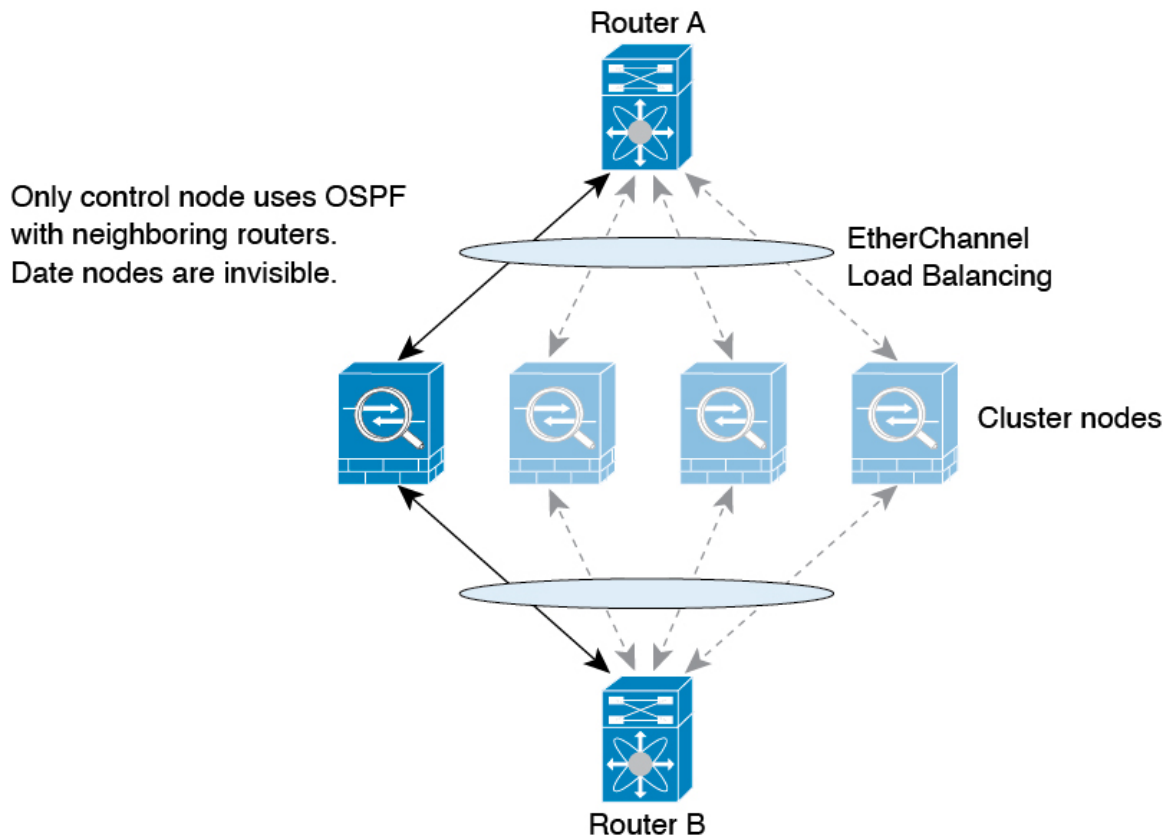 Router A
Only control node uses OSPF
with neighboring routers.
Date nodes are invisible.
EtherChannel
Load Balancing
Cluster nodes
Router B